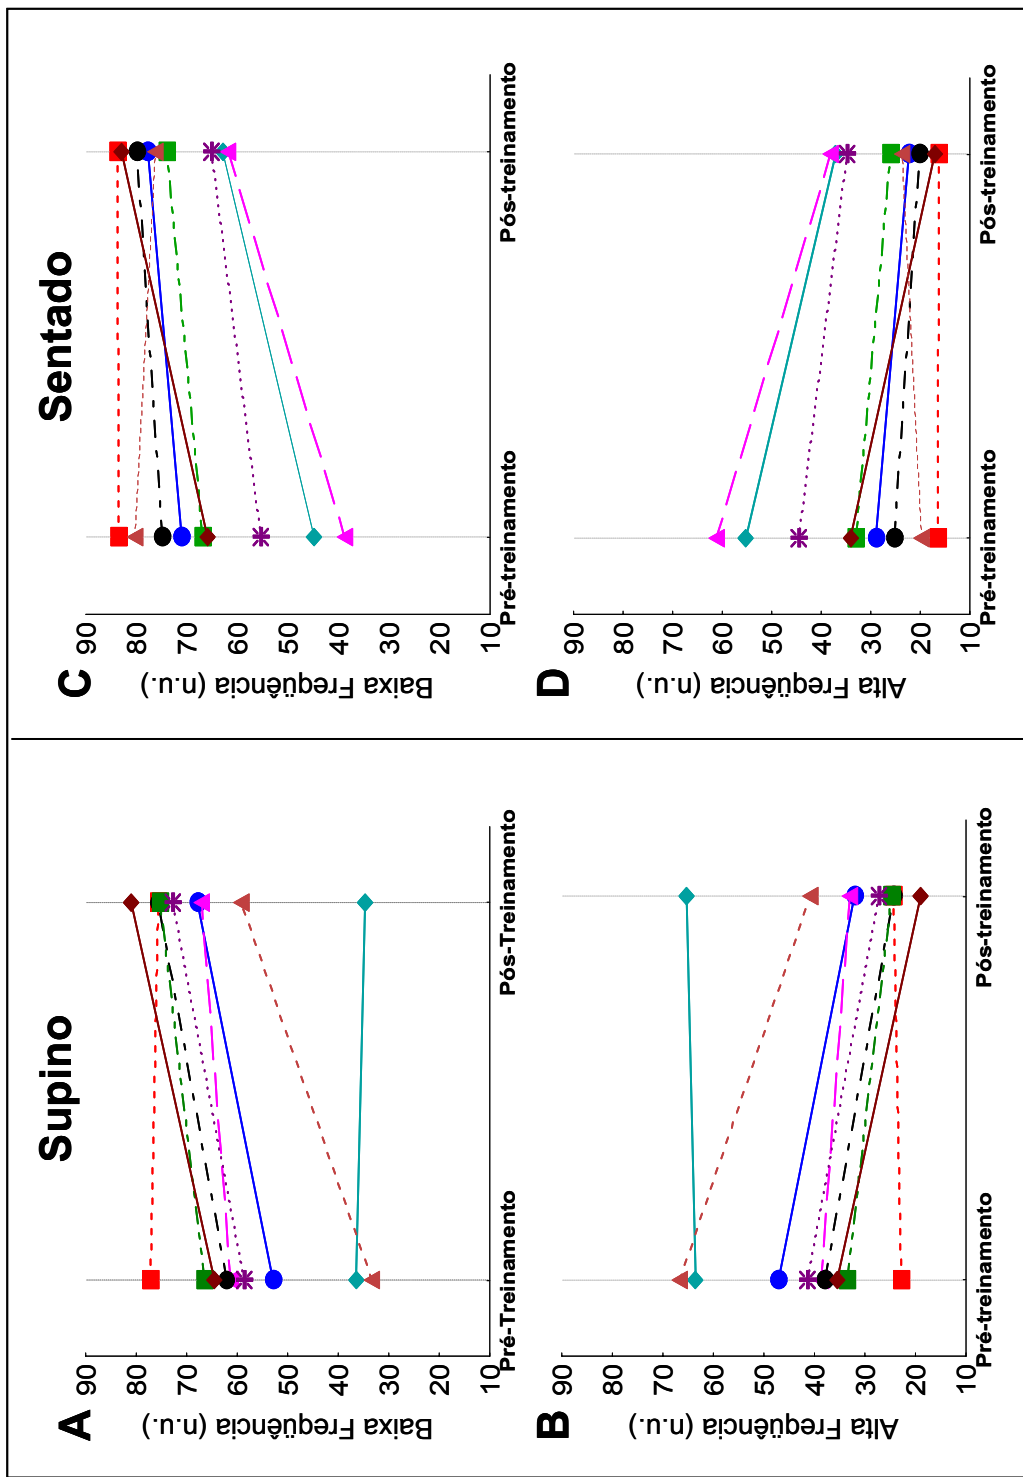 Supino
Sentado
A
Baixa Freqüência (n.u.)
90
80
70
60
50
40
30
20
10
Pré-Treinamento
Pós-Treinamento
C
Baixa Freqüência (n.u.)
90
80
70
60
50
40
30
20
10
Pré-treinamento
Pós-treinamento
B
Alta Freqüência (n.u.)
90
80
70
60
50
40
30
20
10
Pré-treinamento
Pós-treinamento
D
Alta Freqüência (n.u.)
90
80
70
60
50
40
30
20
10
Pré-treinamento
Pós-treinamento